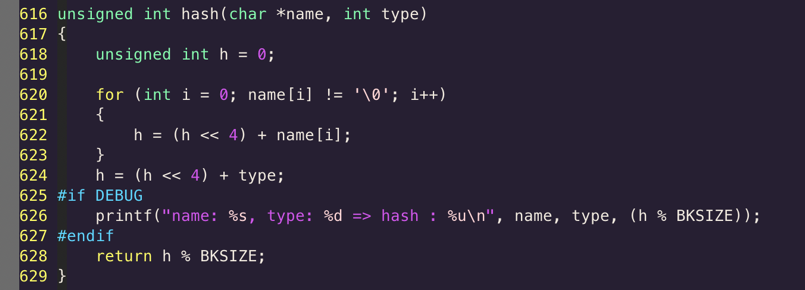 616 unsigned int hash(char *name, int type)
617 {
618     unsigned int h = 0;
619
620     for (int i = 0; name[i] != '\0'; i++)
621     {
622         h = (h << 4) + name[i];
623     }
624     h = (h << 4) + type;
625 #if DEBUG
626     printf("name: %s, type: %d => hash : %u\n", name, type, (h % BKSIZE));
627 #endif
628     return h % BKSIZE;
629 }